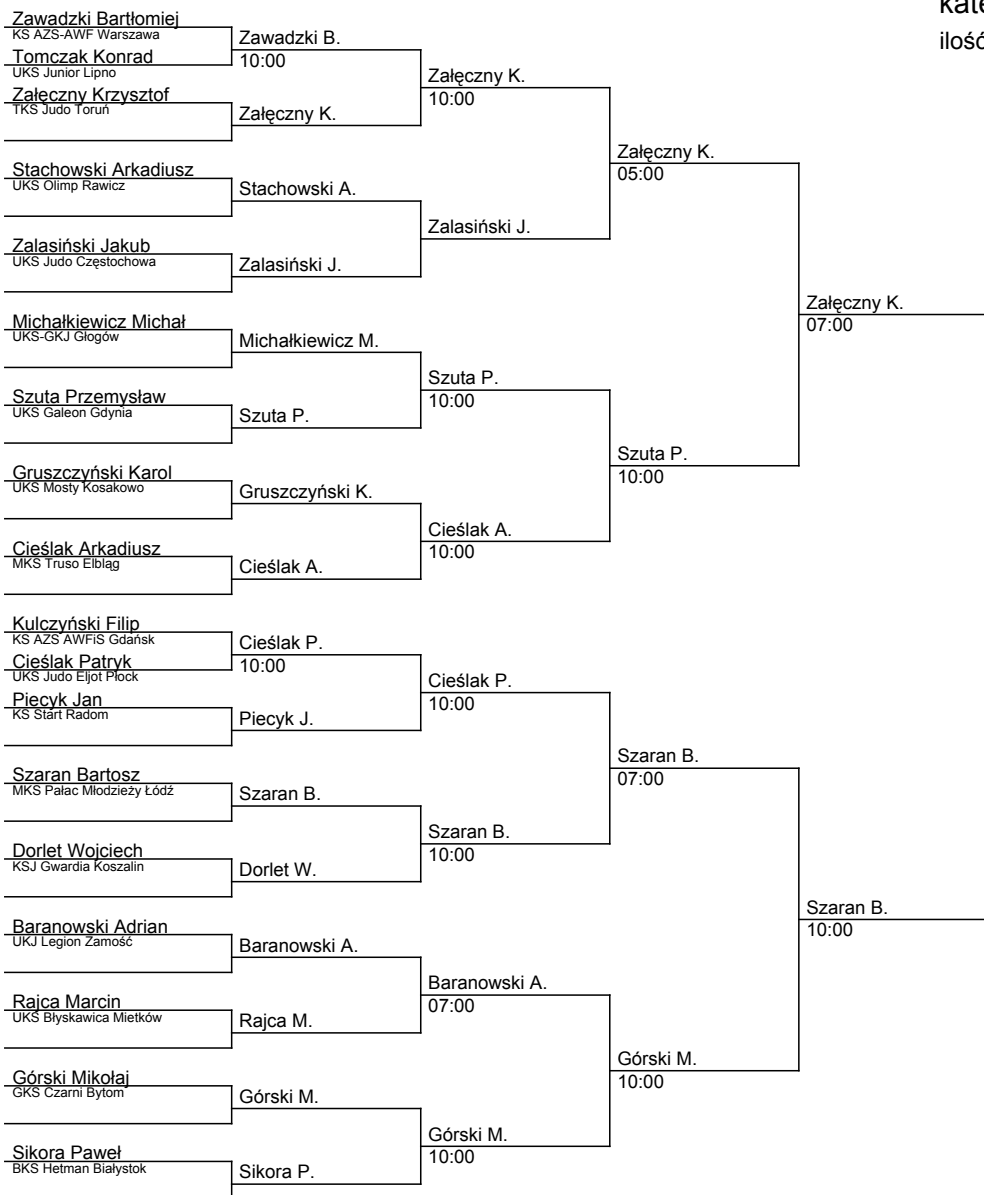 kate
ilość
Zawadzki Bartłomiej
KS AZS-AWF Warszawa
Tomczak Konrad
UKS Junior Lipno
Załęczny Krzysztof
TKS Judo Toruń
Stachowski Arkadiusz
UKS Olimp Rawicz
Zalasiński Jakub
UKS Judo Częstochowa
Michałkiewicz Michał
UKS-GKJ Głogów
Szuta Przemysław
UKS Galeon Gdynia
Gruszczyński Karol
UKS Mosty Kosakowo
Cieślak Arkadiusz
MKS Truso Elbląg
Kulczyński Filip
KS AZS AWFiS Gdańsk
Cieślak Patryk
UKS Judo Eljot Płock
Piecyk Jan
KS Start Radom
Szaran Bartosz
MKS Pałac Młodzieży Łódź
Dorlet Wojciech
KSJ Gwardia Koszalin
Baranowski Adrian
UKJ Legion Zamość
Rajca Marcin
UKS Błyskawica Mietków
Górski Mikołaj
GKS Czarni Bytom
Sikora Paweł
BKS Hetman Białystok
Zawadzki B.
10:00
Załęczny K.
Stachowski A.
Zalasiński J.
Michałkiewicz M.
Szuta P.
Gruszczyński K.
Cieślak A.
Cieślak P.
10:00
Piecyk J.
Szaran B.
Dorlet W.
Baranowski A.
Rajca M.
Górski M.
Sikora P.
Załęczny K.
10:00
Zalasiński J.
Szuta P.
10:00
Cieślak A.
10:00
Cieślak P.
10:00
Szaran B.
10:00
Baranowski A.
07:00
Górski M.
10:00
Załęczny K.
05:00
Szuta P.
10:00
Szaran B.
07:00
Górski M.
10:00
Załęczny K.
07:00
Szaran B.
10:00